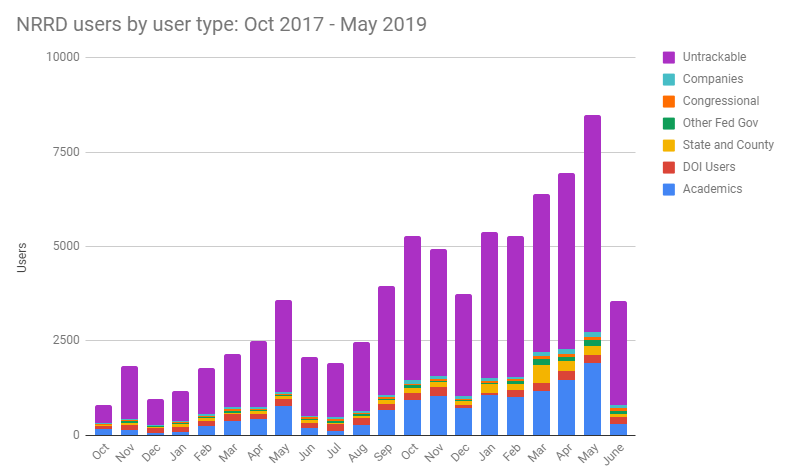 NRRD users by user type: Oct 2017 - May 2019
Users
10000
7500
5000
2500
0
Oct
Nov
Dec
Jan
Feb
Mar
Apr
May
Jun
Jul
Aug
Sep
Oct
Nov
Dec
Jan
Feb
Mar
Apr
May
June
Untrackable
Companies
Congressional
Other Fed Gov
State and County
DOI Users
Academics